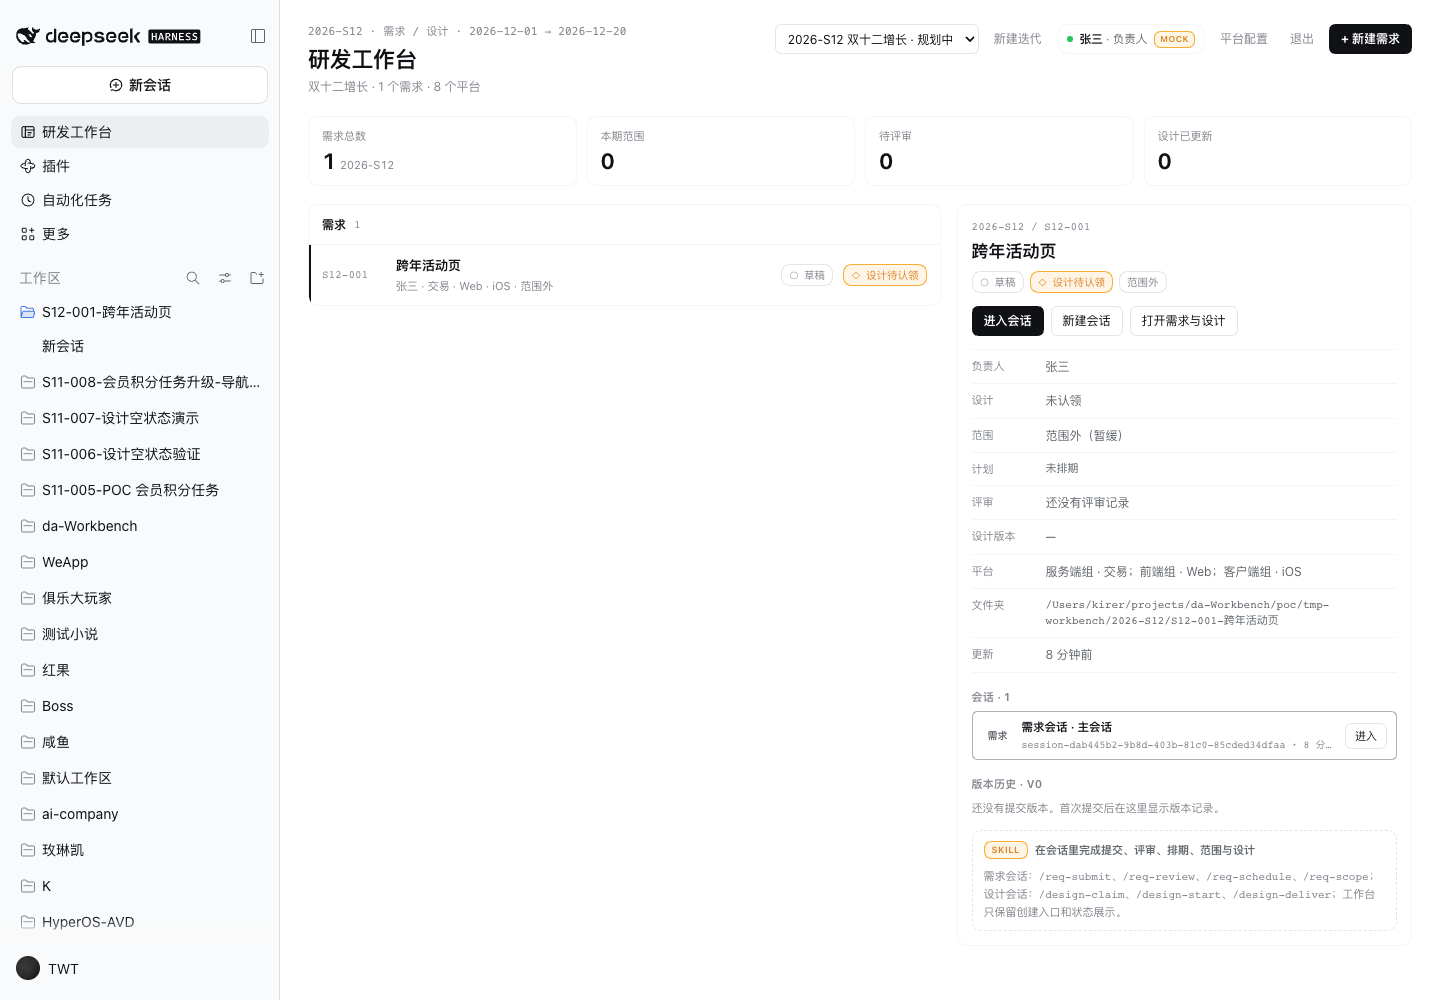 deepseek HARNESS
新会话
研发工作台
插件
自动化任务
更多
工作区
S12-001-跨年活动页
新会话
S11-008-会员积分任务升级-导航...
S11-007-设计空状态演示
S11-006-设计空状态验证
S11-005-POC 会员积分任务
da-Workbench
WeApp
俱乐大玩家
测试小说
红果
Boss
咸鱼
默认工作区
ai-company
玫琳凯
K
HyperOS-AVD
TWT
2026-S12 · 需求 / 设计 · 2026-12-01 → 2026-12-20
研发工作台
双十二增长 · 1 个需求 · 8 个平台
2026-S12 双十二增长 · 规划中
新建迭代
张三 · 负责人 MOCK
平台配置
退出
+ 新建需求
需求总数
1 2026-S12
本期范围
0
待评审
0
设计已更新
0
需求 1
S12-001
跨年活动页
张三 · 交易 · Web · iOS · 范围外
草稿
设计待认领
2026-S12 / S12-001
跨年活动页
草稿
设计待认领
范围外
进入会话
新建会话
打开需求与设计
负责人 张三
设计 未认领
范围 范围外（暂缓）
计划 未排期
评审 还没有评审记录
设计版本 —
平台 服务端组 · 交易；前端组 · Web；客户端组 · iOS
文件夹 /Users/kirer/projects/da-Workbench/poc/tmp-
workbench/2026-S12/S12-001-跨年活动页
更新 8 分钟前
会话 · 1
需求
需求会话 · 主会话
session-dab445b2-9b8d-403b-81c0-85cded34dfaa · 8 分…
进入
版本历史 · V0
还没有提交版本。首次提交后在这里显示版本记录。
SKILL 在会话里完成提交、评审、排期、范围与设计
需求会话：/req-submit、/req-review、/req-schedule、/req-scope；
设计会话：/design-claim、/design-start、/design-deliver；工作台
只保留创建入口和状态展示。